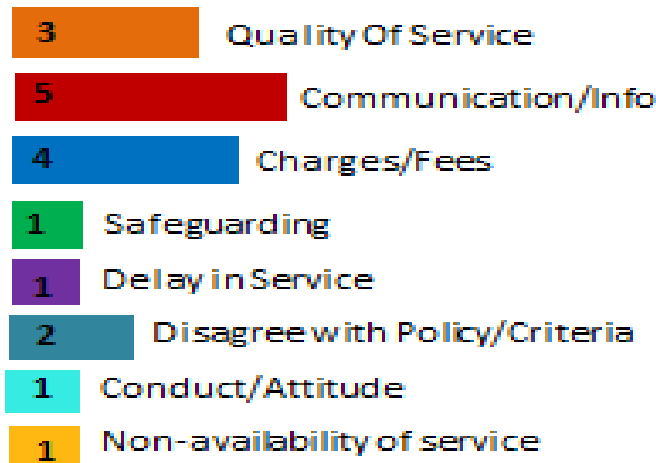 3 Quality Of Service
5 Communication/Info
4 Charges/Fees
1 Safeguarding
1 Delay in Service
2 Disagree with Policy/Criteria
1 Conduct/Attitude
1 Non-availability of service